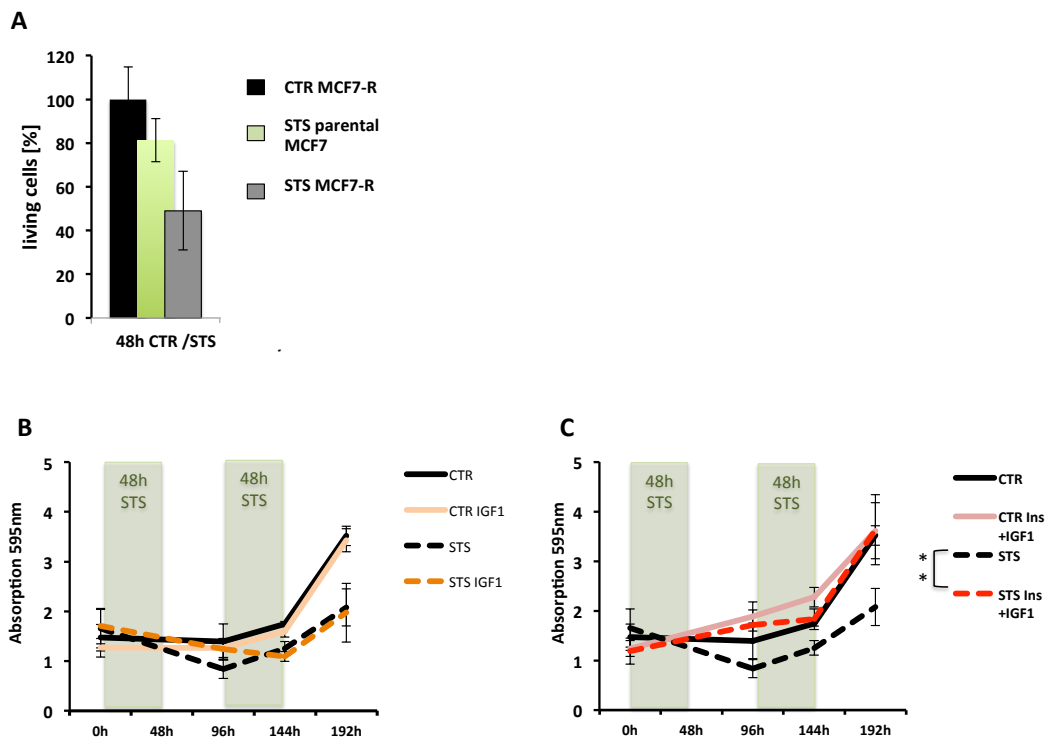 A
120
100
80
60
40
20
0
living cells [%]
48h CTR /STS
CTR MCF7-R
STS parental
MCF7
STS MCF7-R
B
5
4
3
2
1
0
Absorption 595nm
48h
STS
48h
STS
0h 48h 96h 144h 192h
CTR
CTR IGF1
STS
STS IGF1
C
5
4
3
2
1
0
Absorption 595nm
48h
STS
48h
STS
0h 48h 96h 144h 192h
CTR
CTR Ins
+IGF1
STS
STS Ins
+IGF1
*
*